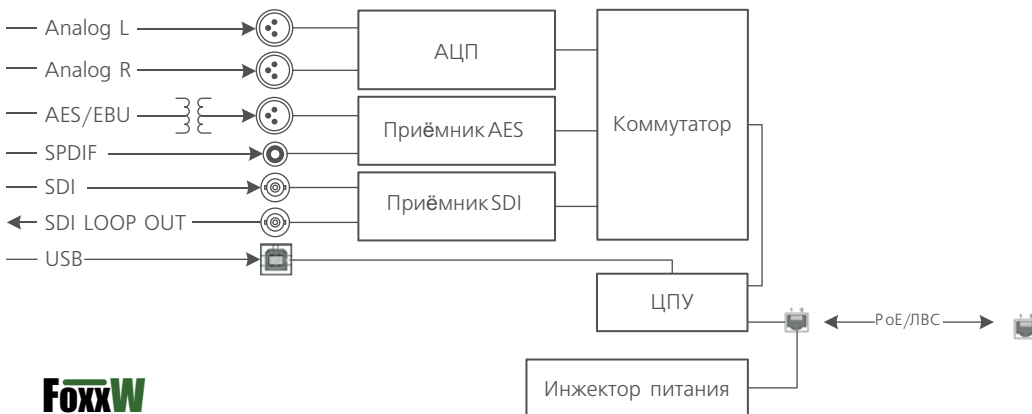 Analog L
Analog R
AES/EBU
SPDIF
SDI
SDI LOOP OUT
USB
АЦП
Приёмник AES
Приёмник SDI
Коммутатор
ЦПУ
PoE/ЛВС
Инжектор питания
FoxxW